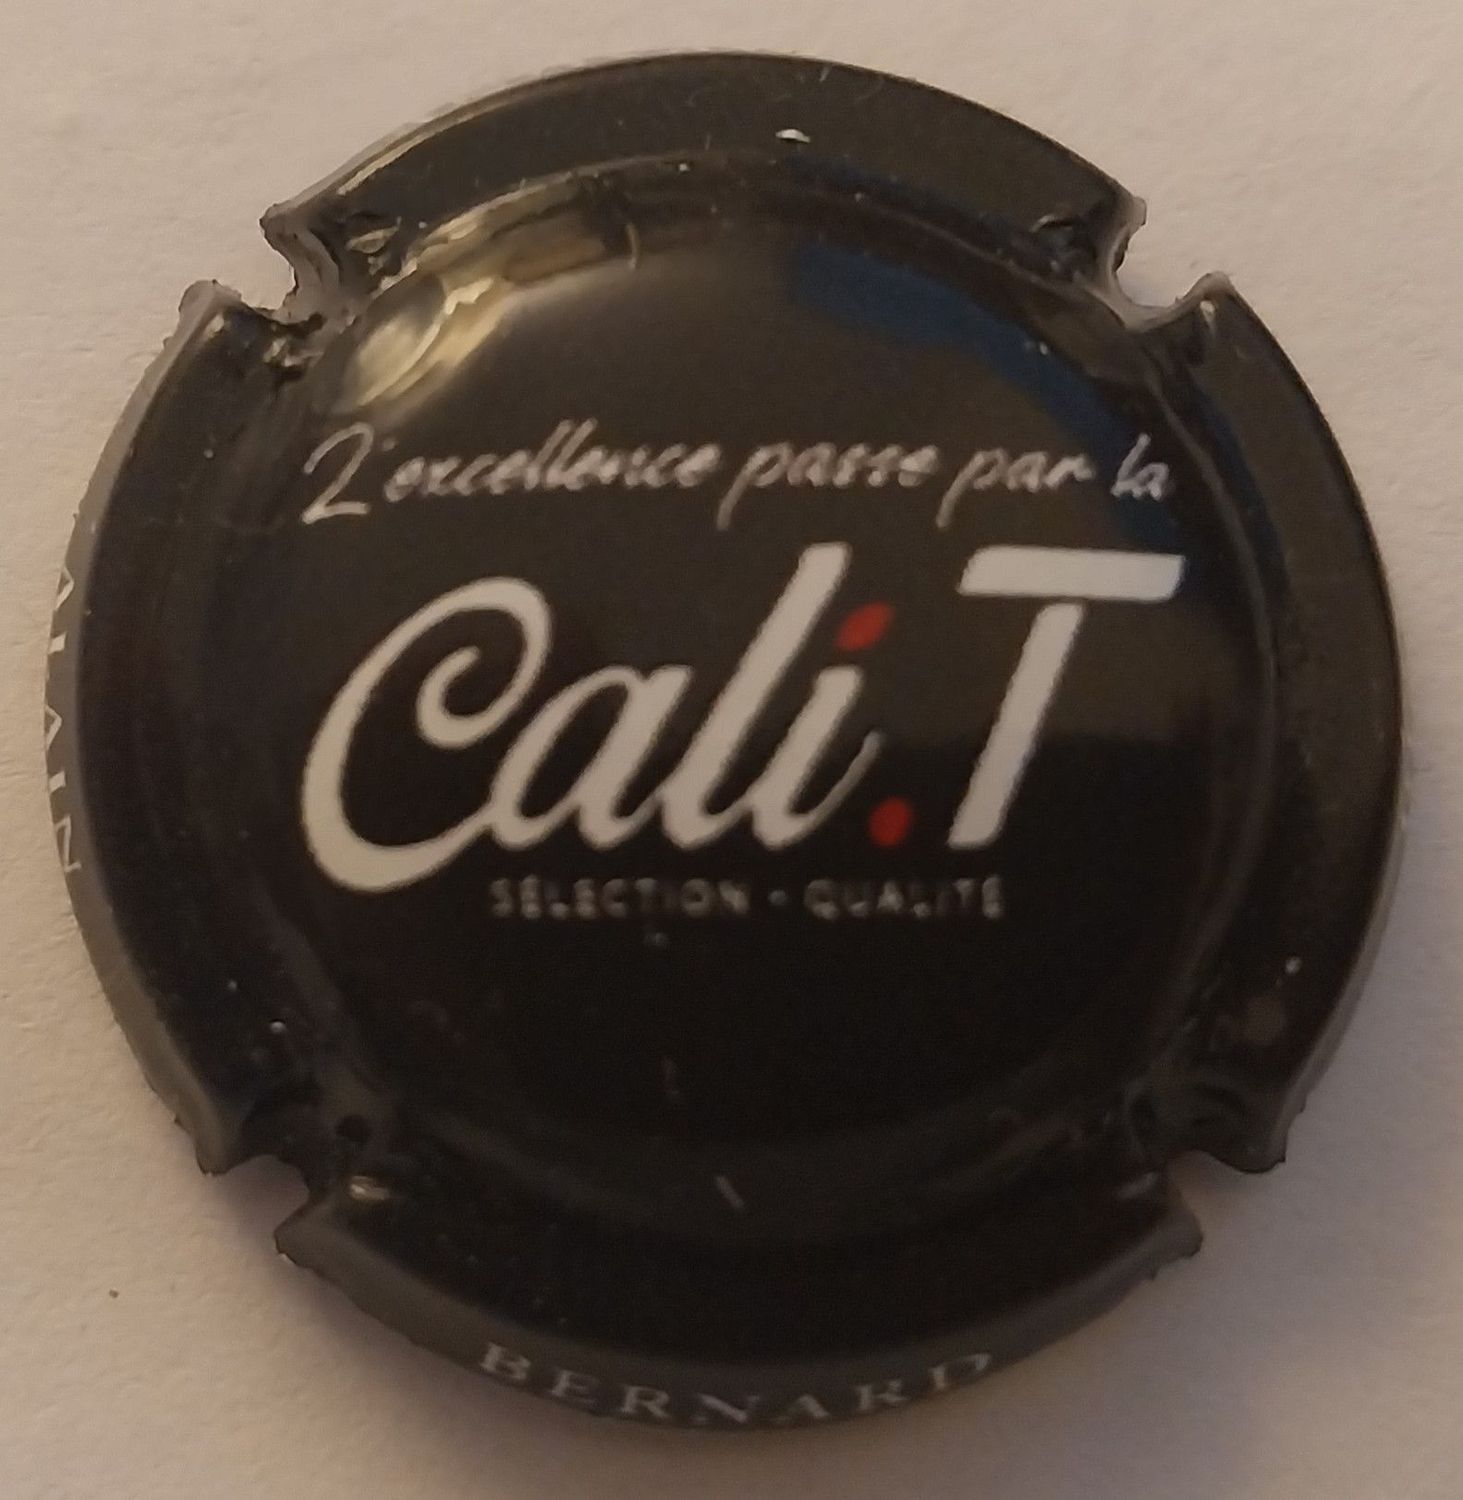 L'excellence passe par la
Cali.T
SÉLECTION • QUALITÉ
BERNARD